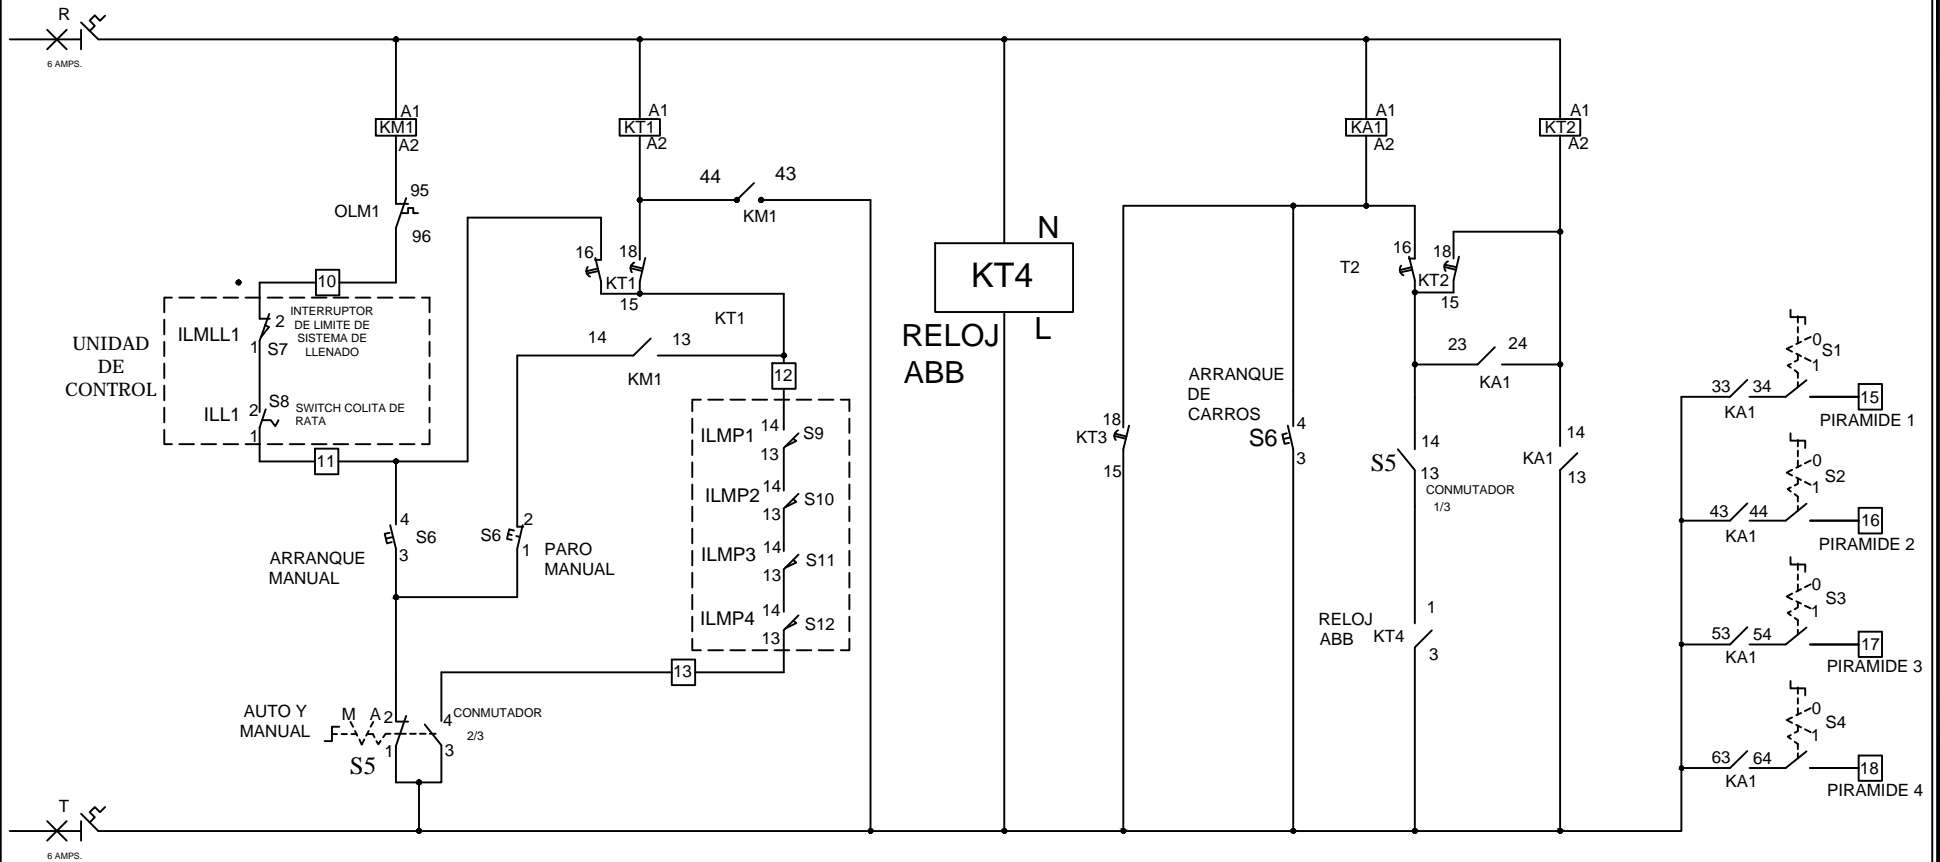 R
6 AMPS.
A1
KM1
A2
A1
KT1
A2
A1
KA1
A2
A1
KT2
A2
95
OLM1
96
44
43
KM1
N
KT4
L
RELOJ
ABB
10
UNIDAD
DE
CONTROL
ILMLL1
2
1
S7
INTERRUPTOR
DE LIMITE DE
SISTEMA DE
LLENADO
ILL1
2
S8
1
SWITCH COLITA DE
RATA
11
16
18
KT1
15
KT1
14
13
KM1
12
ILMP1
14
S9
13
ILMP2
14
S10
13
ILMP3
14
S11
13
ILMP4
14
S12
13
13
4
S6
3
ARRANQUE
MANUAL
S6
2
1
PARO
MANUAL
AUTO Y
MANUAL
M
A
2
1
S5
4
3
CONMUTADOR
2/3
18
KT3
15
ARRANQUE
DE
CARROS
S6
4
3
T2
16
18
KT2
15
23
24
KA1
S5
14
13
CONMUTADOR
1/3
14
KA1
13
RELOJ
ABB
KT4
1
3
0
S1
1
33
34
KA1
15
PIRAMIDE 1
0
S2
1
43
44
KA1
16
PIRAMIDE 2
0
S3
1
53
54
KA1
17
PIRAMIDE 3
0
S4
1
63
64
KA1
18
PIRAMIDE 4
T
6 AMPS.